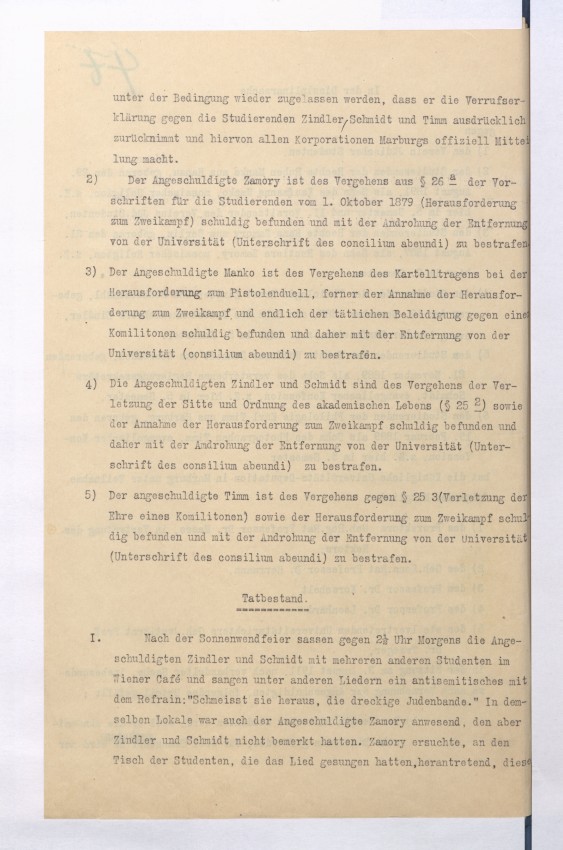 47
unter der Bedingung wieder zugelassen werden, dass er die Verrufser-
klärung gegen die Studierenden Zindler, Schmidt und Timm ausdrücklich
zurücknimmt und hiervon allen Korporationen Marburgs offiziell Mittei
lung macht.
2) Der Angeschuldigte Zamory ist des Vergehens aus § 26 a der Vor-
schriften für die Studierenden vom 1. Oktober 1879 (Herausforderung
zum Zweikampf) schuldig befunden und mit der Androhung der Entfernung
von der Universität (Unterschrift des concilium abeundi) zu bestrafen
3) Der Angeschuldigte Manko ist des Vergehens des Kartelltragens bei der
Herausforderung zum Pistolenduell, ferner der Annahme der Herausfor-
derung zum Zweikampf und endlich der tätlichen Beleidigung gegen eine
Komilitonen schuldig befunden und daher mit der Entfernung von der
Universität (consilium abeundi) zu bestrafen.
4) Die Angeschuldigten Zindler und Schmidt sind des Vergehens der Ver-
letzung der Sitte und Ordnung des akademischen Lebens (§ 25 2) sowie
der Annahme der Herausforderung zum Zweikampf schuldig befunden und
daher mit der Amdrohung der Entfernung von der Universität (Unter-
schrift des consilium abeundi) zu bestrafen.
5) Der angeschuldigte Timm ist des Vergehens gegen § 25 3(Verletzung der
Ehre eines Komilitonen) sowie der Herausforderung zum Zweikampf schul
dig befunden und mit der Androhung der Entfernung von der Universität
(Unterschrift des consilium abeundi) zu bestrafen.
Tatbestand.
============
I. Nach der Sonnenwendfeier sassen gegen 2½ Uhr Morgens die Ange-
schuldigten Zindler und Schmidt mit mehreren anderen Studenten im
Wiener Café und sangen unter anderen Liedern ein antisemitisches mit
dem Refrain:"Schmeisst sie heraus, die dreckige Judenbande." In dem-
selben Lokale war auch der Angeschuldigte Zamory anwesend, den aber
Zindler und Schmidt nicht bemerkt hatten. Zamory ersuchte, an den
Tisch der Studenten, die das Lied gesungen hatten,herantretend, diese